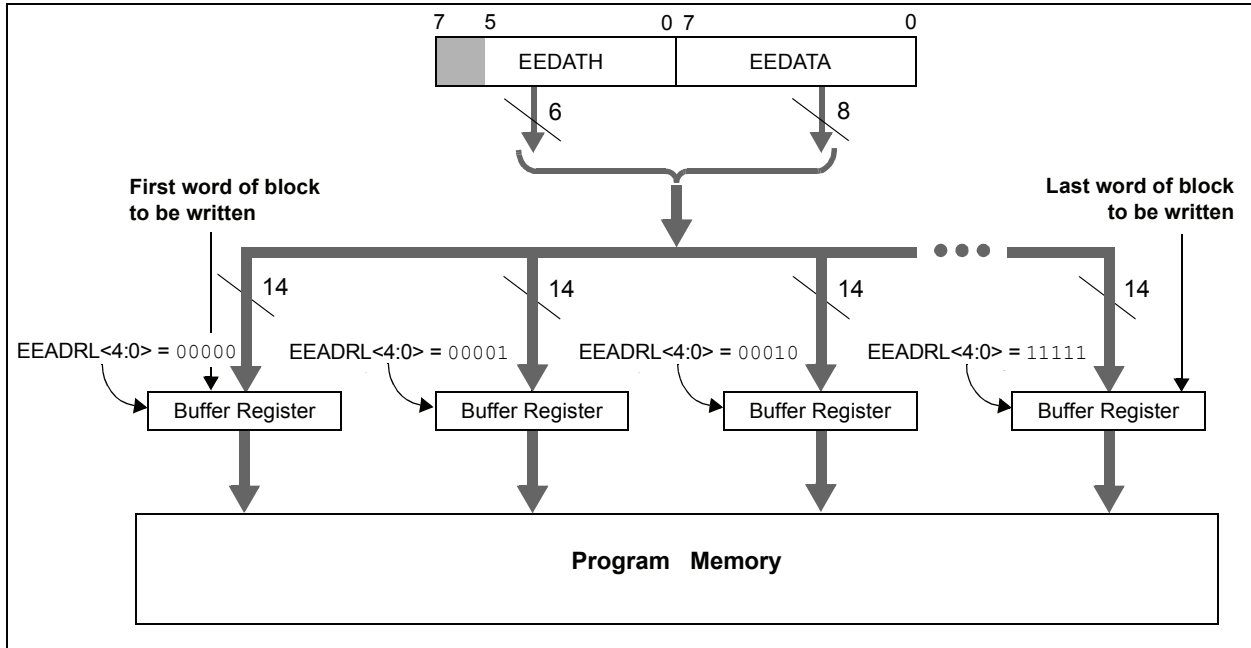 7 5 0 7 0
EEDATH EEDATA
6 8
First word of block
to be written
Last word of block
to be written
14 14 14 14
EEADRL<4:0> = 00000 EEADRL<4:0> = 00001 EEADRL<4:0> = 00010 EEADRL<4:0> = 11111
Buffer Register Buffer Register Buffer Register Buffer Register
Program Memory